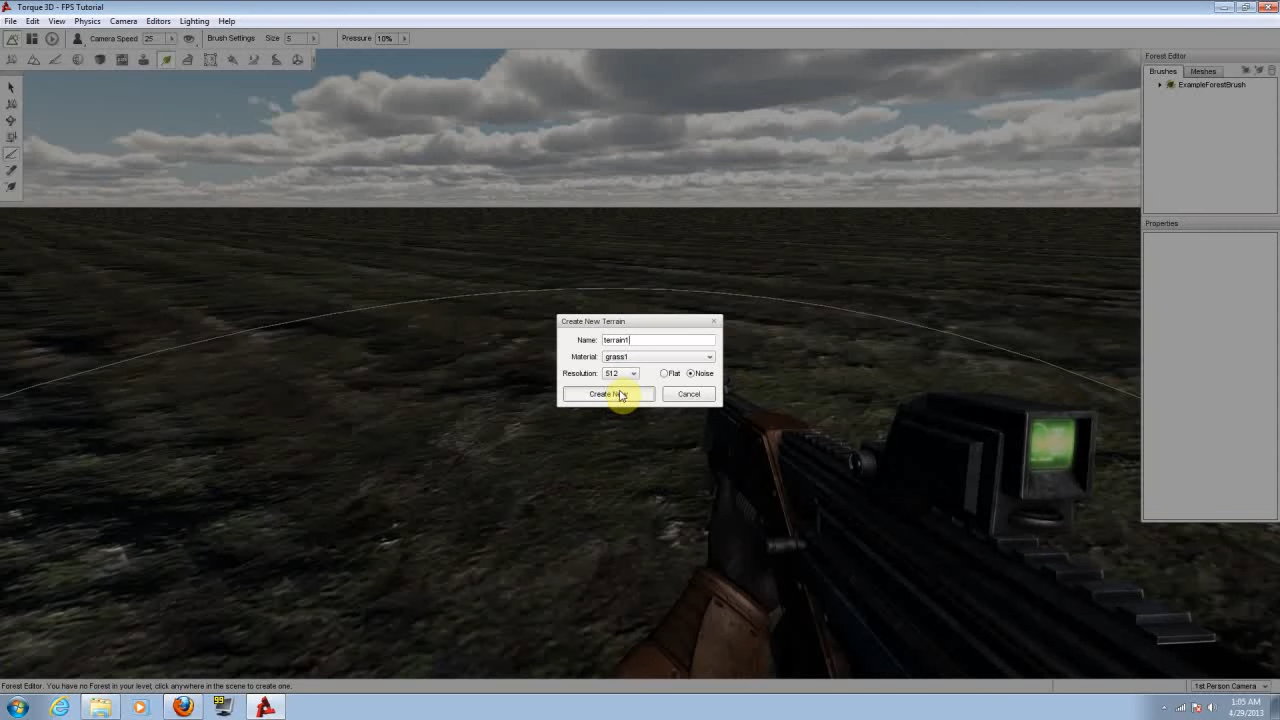 Torque 3D - FPS Tutorial
File Edit View Physics Camera Editors Lighting Help
Camera Speed 25 Brush Settings Size 5 Pressure 10%
Forest Editor
Brushes Meshes
ExampleForestBrush
Properties
Create New Terrain
Name: terrain1
Material: grass1
Resolution: 512 Flat Noise
Create New Cancel
Forest Editor. You have no Forest in your level; click anywhere in the scene to create one.
1st Person Camera
99
1:05 AM
4/29/2013